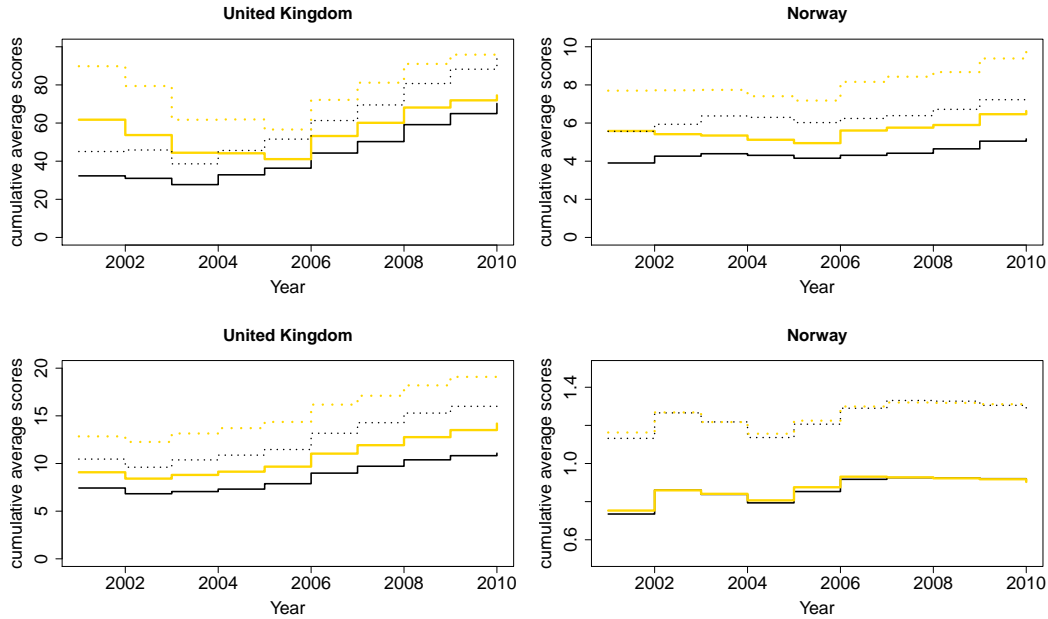 United Kingdom
cumulative average scores
0 20 40 60 80
2002 2004 2006 2008 2010
Year
Norway
cumulative average scores
0 2 4 6 8 10
2002 2004 2006 2008 2010
Year
United Kingdom
cumulative average scores
0 5 10 15 20
2002 2004 2006 2008 2010
Year
Norway
cumulative average scores
0.6 1.0 1.4
2002 2004 2006 2008 2010
Year